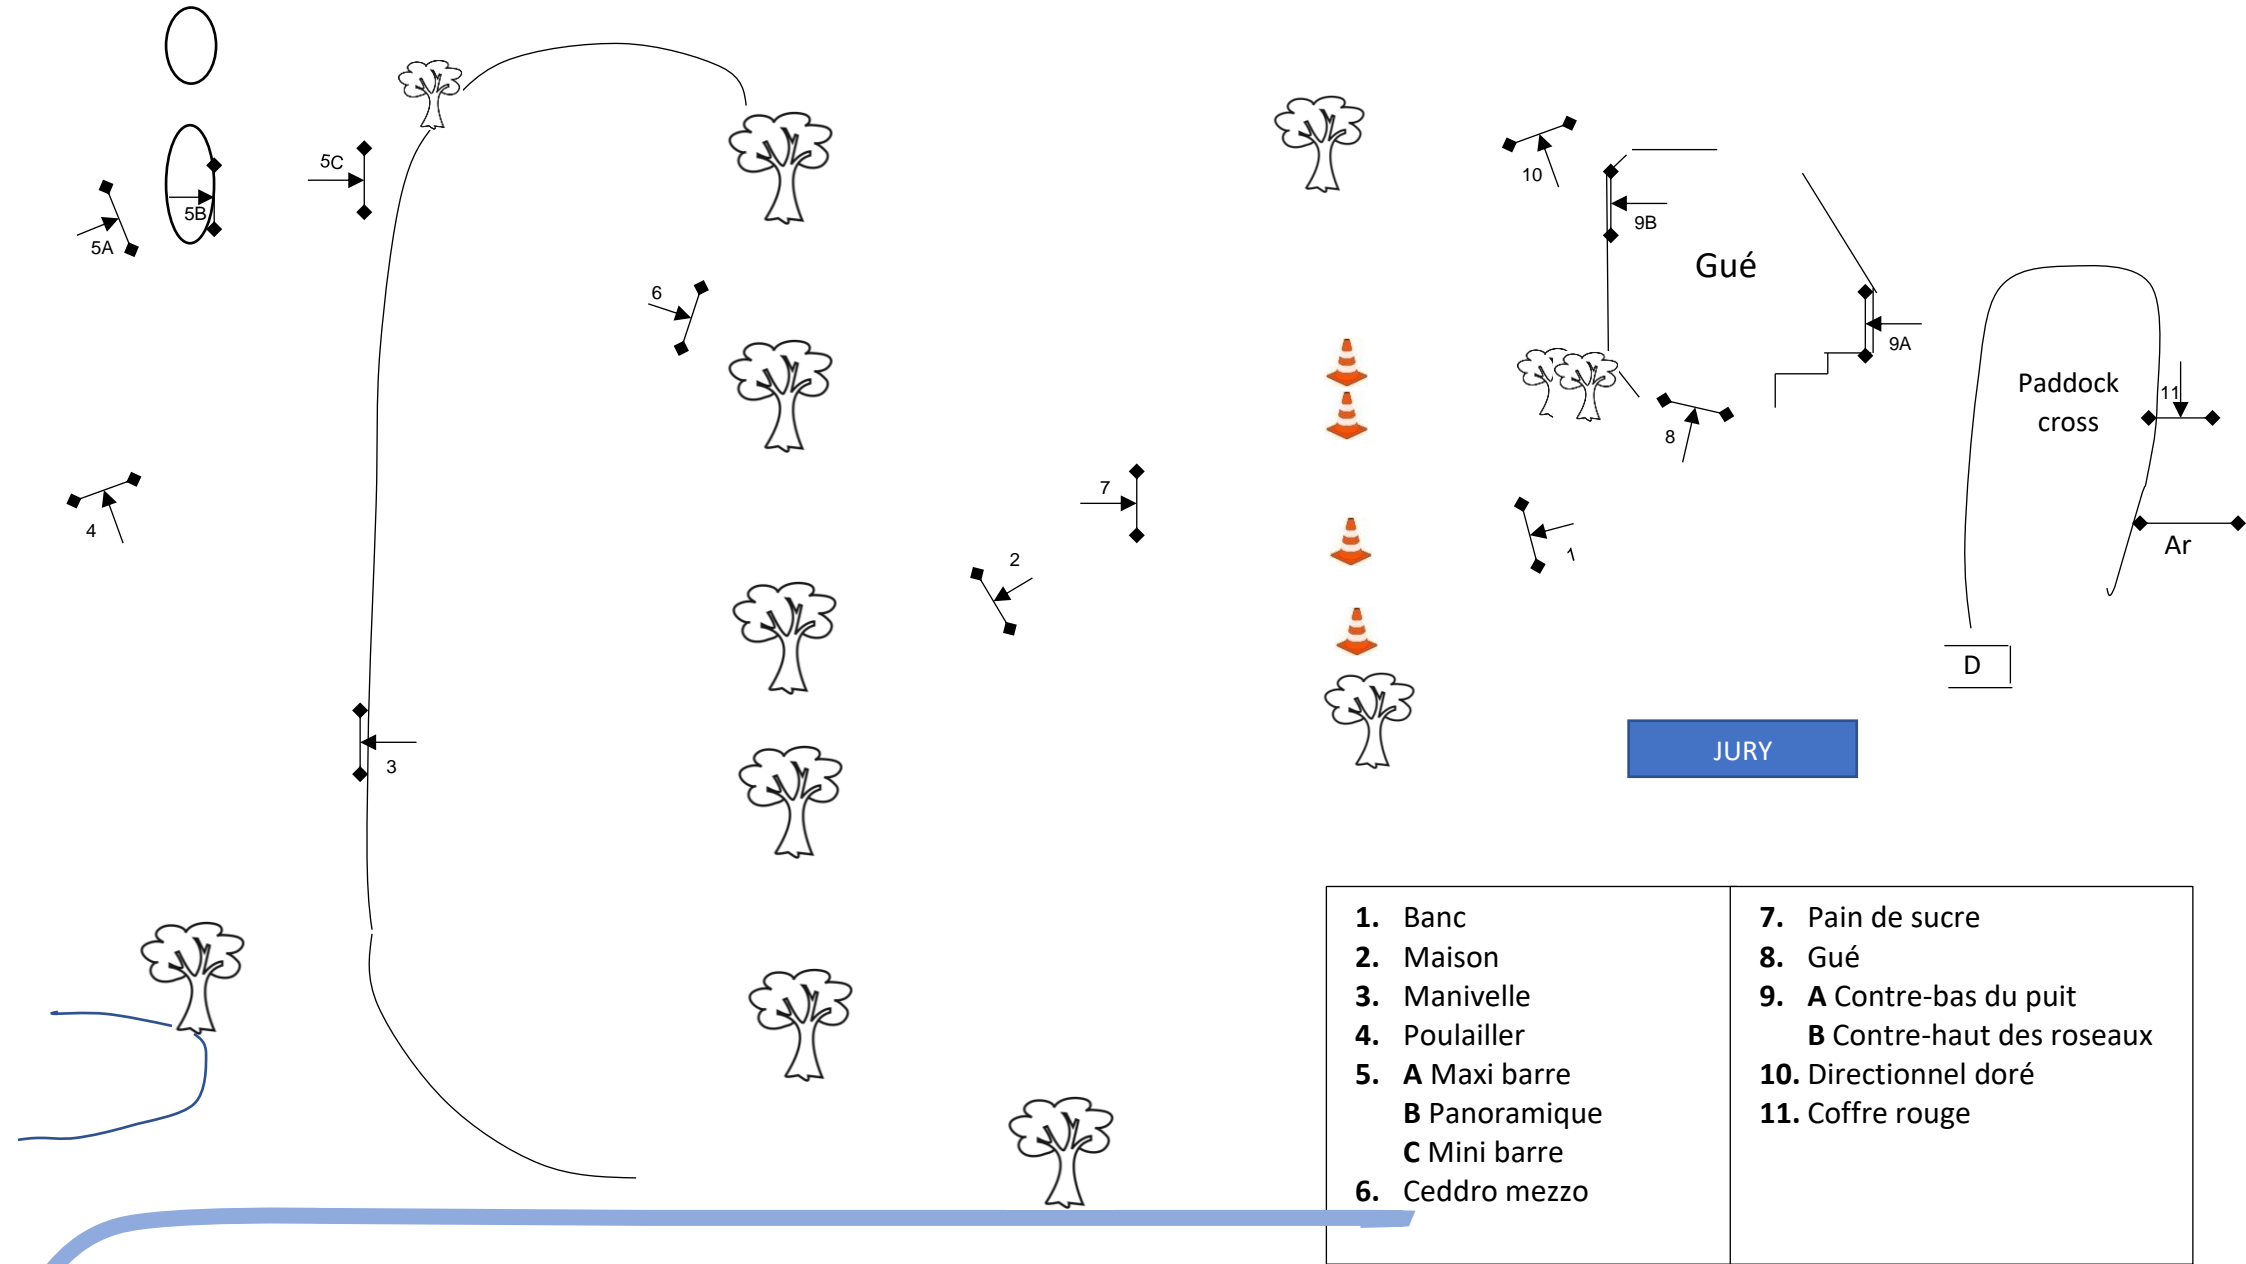 5C
10
5B
9B
5A
Gué
6
9A
Paddock
cross
11
8
7
4
Ar
2
1
D
JURY
3
1. Banc
2. Maison
3. Manivelle
4. Poulailler
5. A Maxi barre
B Panoramique
C Mini barre
6. Ceddro mezzo
7. Pain de sucre
8. Gué
9. A Contre-bas du puit
B Contre-haut des roseaux
10. Directionnel doré
11. Coffre rouge